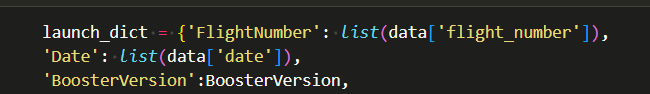 launch_dict = {'FlightNumber': list(data['flight_number']),
'Date': list(data['date']),
'BoosterVersion':BoosterVersion,